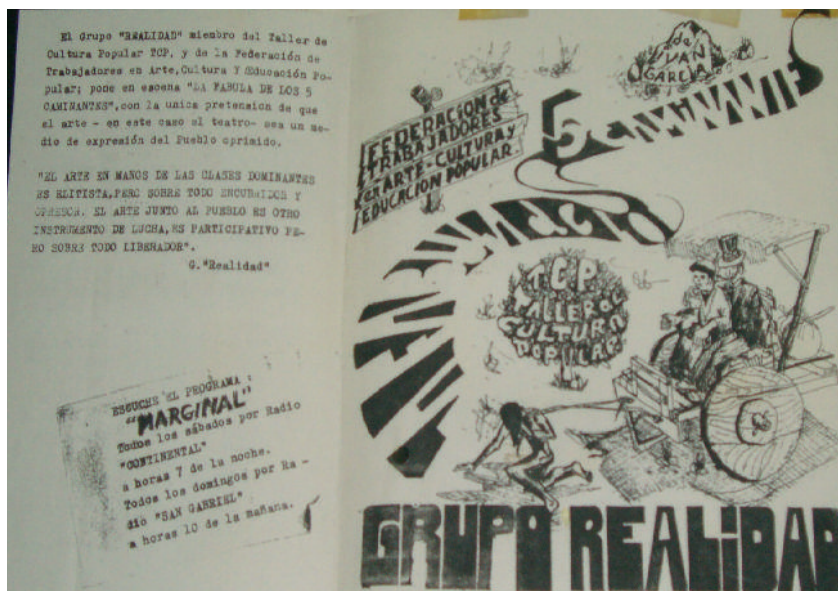 El Grupo "REALIDAD" miembro del Taller de
Cultura Popular TCP, y de la Federación de
Trabajadores en Arte,Cultura Y Educación Po-
pular; pone en escena "LA FABULA DE LOS 5
CAMINANTES",con la unica pretension de que
el arte - en este caso el teatro- sea un me-
dio de expresión del Pueblo oprimido.
"EL ARTE EN MANOS DE LAS CLASES DOMINANTES
ES ELITISTA,PERO SOBRE TODO ENCUBRIDOR Y
OPRESOR. EL ARTE JUNTO AL PUEBLO ES OTRO
INSTRUMENTO DE LUCHA,ES PARTICIPATIVO PE-
RO SOBRE TODO LIBERADOR".
G."Realidad"
ESCUCHE EL PROGRAMA :
"MARGINAL"
Todos los sábados por Radio
"CONTINENTAL"
a horas 7 de la noche.
Todos los domingos por Ra -
dio "SAN GABRIEL"
a horas 10 de la mañana.
de
IVAN
GARCIA
FEDERACION de
TRABAJADORES
en ARTE-CULTURA y
EDUCACION POPULAR.
5 CAMINANTES
de los
TCP
TALLER DE
CULTURA
POPULAR
GRUPO REALIDAD